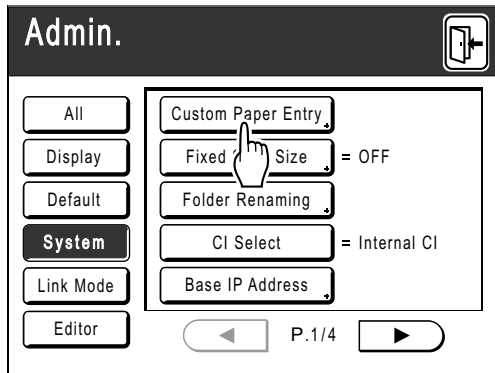 Admin.
All
Display
Default
System
Link Mode
Editor
Custom Paper Entry
Fixed Size = OFF
Folder Renaming
CI Select = Internal CI
Base IP Address
P.1/4